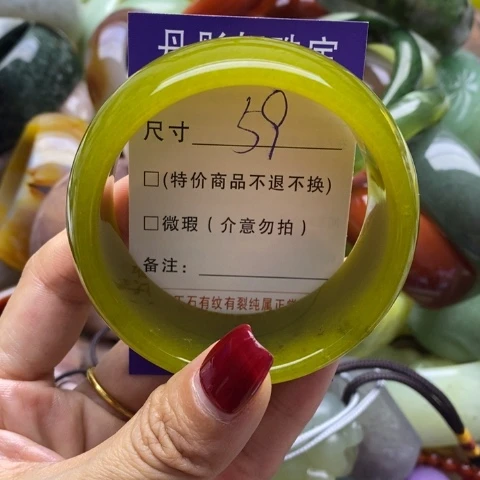 尺寸 59
□(特价商品不退不换)
□微瑕(介意勿拍)
备注:
石有纹有裂纯属正常